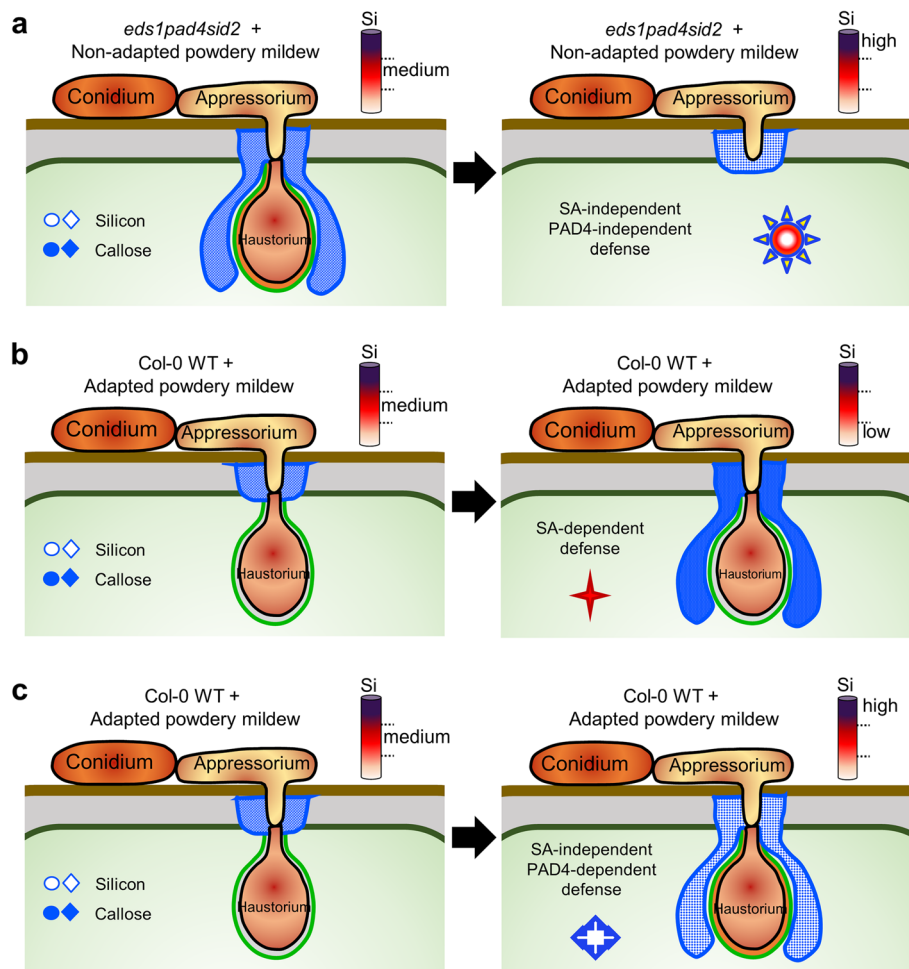 a
eds1pad4sid2 +
Non-adapted powdery mildew
Si
medium
Conidium
Appressorium
Haustorium
Silicon
Callose
eds1pad4sid2 +
Non-adapted powdery mildew
Si
high
Conidium
Appressorium
SA-independent
PAD4-independent
defense
b
Col-0 WT +
Adapted powdery mildew
Si
medium
Conidium
Appressorium
Haustorium
Silicon
Callose
Col-0 WT +
Adapted powdery mildew
Si
low
Conidium
Appressorium
SA-dependent
defense
Haustorium
c
Col-0 WT +
Adapted powdery mildew
Si
medium
Conidium
Appressorium
Haustorium
Silicon
Callose
Col-0 WT +
Adapted powdery mildew
Si
high
Conidium
Appressorium
SA-independent
PAD4-dependent
defense
Haustorium